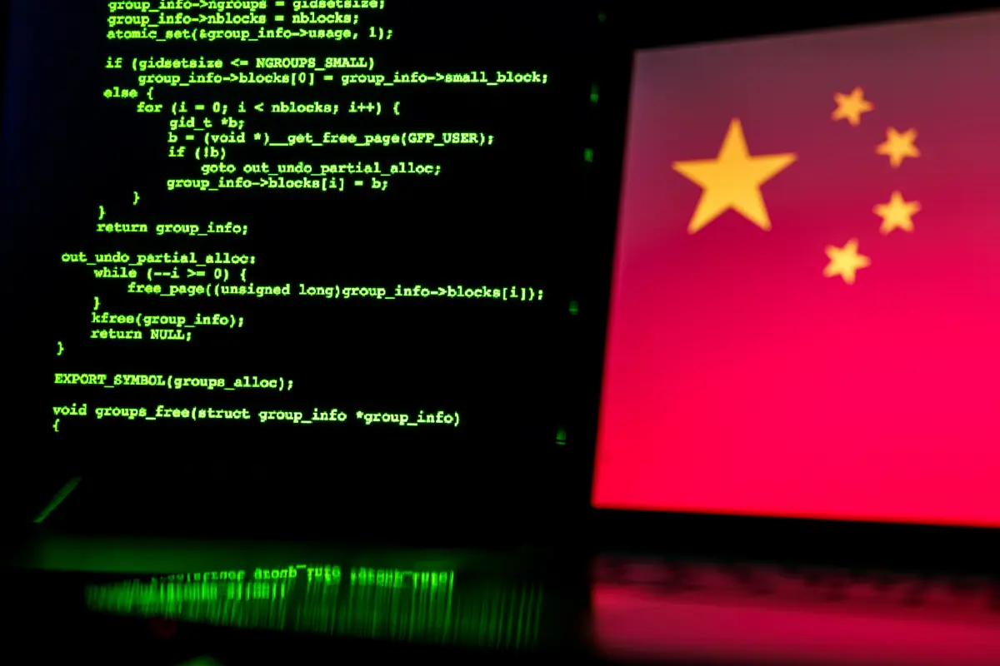 group_info->ngroups = gidsetsize;
group_info->nblocks = nblocks;
atomic_set(&group_info->usage, 1);
if (gidsetsize <= NGROUPS_SMALL)
group_info->blocks[0] = group_info->small_block;
else {
for (i = 0; i < nblocks; i++) {
gid_t *b;
b = (void *)__get_free_page(GFP_USER);
if (!b)
goto out_undo_partial_alloc;
group_info->blocks[i] = b;
}
}
return group_info;
out_undo_partial_alloc:
while (--i >= 0) {
free_page((unsigned long)group_info->blocks[i]);
}
kfree(group_info);
return NULL;
}
EXPORT_SYMBOL(groups_alloc);
void groups_free(struct group_info *group_info)
{